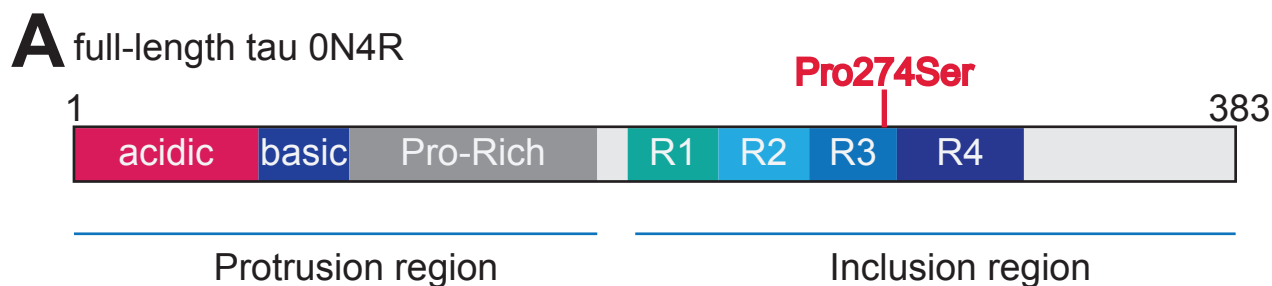 A full-length tau 0N4R
Pro274Ser
1 383
acidic basic Pro-Rich R1 R2 R3 R4
Protrusion region Inclusion region